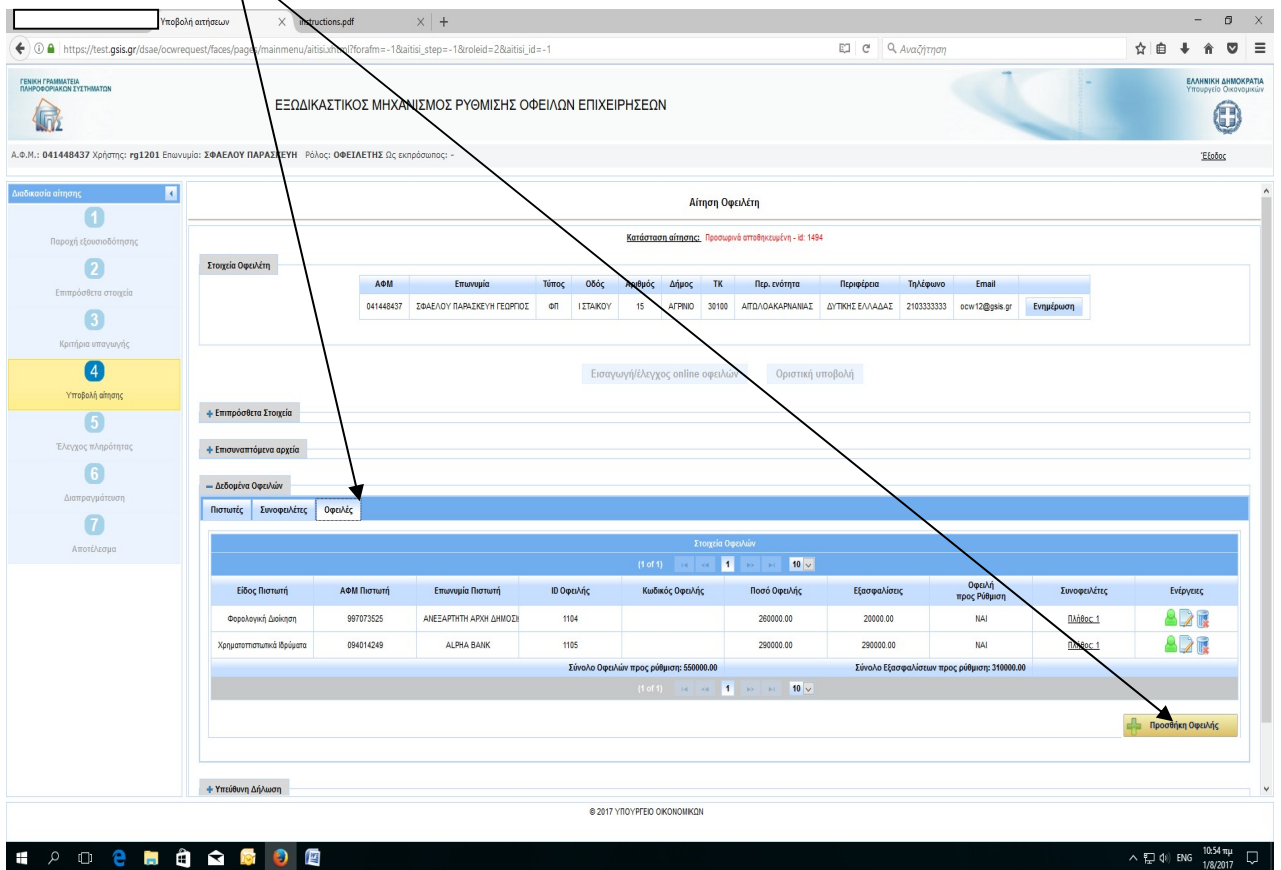 Υποβολή αιτήσεων × instructions.pdf × +
https://test.gsis.gr/dsae/ocwrequest/faces/pages/mainmenu/aitisi.xhtml?forafm=-1&aitisi_step=-1&roleid=2&aitisi_id=-1
Αναζήτηση
ΓΕΝΙΚΗ ΓΡΑΜΜΑΤΕΙΑ
ΠΛΗΡΟΦΟΡΙΑΚΩΝ ΣΥΣΤΗΜΑΤΩΝ
ΕΞΩΔΙΚΑΣΤΙΚΟΣ ΜΗΧΑΝΙΣΜΟΣ ΡΥΘΜΙΣΗΣ ΟΦΕΙΛΩΝ ΕΠΙΧΕΙΡΗΣΕΩΝ
ΕΛΛΗΝΙΚΗ ΔΗΜΟΚΡΑΤΙΑ
Υπουργείο Οικονομικών
Α.Φ.Μ.: 041448437 Χρήστης: rg1201 Επωνυμία: ΣΦΑΕΛΟΥ ΠΑΡΑΣΚΕΥΗ Ρόλος: ΟΦΕΙΛΕΤΗΣ Ως εκπρόσωπος: -
Έξοδος
Διαδικασία αίτησης
1
Παροχή εξουσιοδότησης
2
Επιπρόσθετα στοιχεία
3
Κριτήρια υπαγωγής
4
Υποβολή αίτησης
5
Έλεγχος πληρότητας
6
Διαπραγμάτευση
7
Αποτέλεσμα
Αίτηση Οφειλέτη
Κατάσταση αίτησης: Προσωρινά αποθηκευμένη - id: 1494
Στοιχεία Οφειλέτη
ΑΦΜ Επωνυμία Τύπος Οδός Αριθμός Δήμος ΤΚ Περ. ενότητα Περιφέρεια Τηλέφωνο Email
041448437 ΣΦΑΕΛΟΥ ΠΑΡΑΣΚΕΥΗ ΓΕΩΡΓΙΟΣ ΦΠ Ι ΣΤΑΙΚΟΥ 15 ΑΓΡΙΝΙΟ 30100 ΑΙΤΩΛΟΑΚΑΡΝΑΝΙΑΣ ΔΥΤΙΚΗΣ ΕΛΛΑΔΑΣ 2103333333 ocw12@gsis.gr Ενημέρωση
Εισαγωγή/έλεγχος online οφειλών Οριστική υποβολή
Επιπρόσθετα Στοιχεία
Επισυναπτόμενα αρχεία
Δεδομένα Οφειλών
Πιστωτές Συνοφειλέτες Οφειλές
Στοιχεία Οφειλών
(1 of 1) 1 10
Είδος Πιστωτή ΑΦΜ Πιστωτή Επωνυμία Πιστωτή ID Οφειλής Κωδικός Οφειλής Ποσό Οφειλής Εξασφαλίσεις Οφειλή προς Ρύθμιση Συνοφειλέτες Ενέργειες
Φορολογική Διοίκηση 997073525 ΑΝΕΞΑΡΤΗΤΗ ΑΡΧΗ ΔΗΜΟΣΙ 1104 260000.00 20000.00 ΝΑΙ Πλήθος: 1
Χρηματοπιστωτικά Ιδρύματα 094014249 ALPHA BANK 1105 290000.00 290000.00 ΝΑΙ Πλήθος: 1
Σύνολο Οφειλών προς ρύθμιση: 550000.00 Σύνολο Εξασφαλίσεων προς ρύθμιση: 310000.00
(1 of 1) 1 10
Προσθήκη Οφειλής
Υπεύθυνη Δήλωση
© 2017 ΥΠΟΥΡΓΕΙΟ ΟΙΚΟΝΟΜΙΚΩΝ
ENG 10:54 πμ
1/8/2017